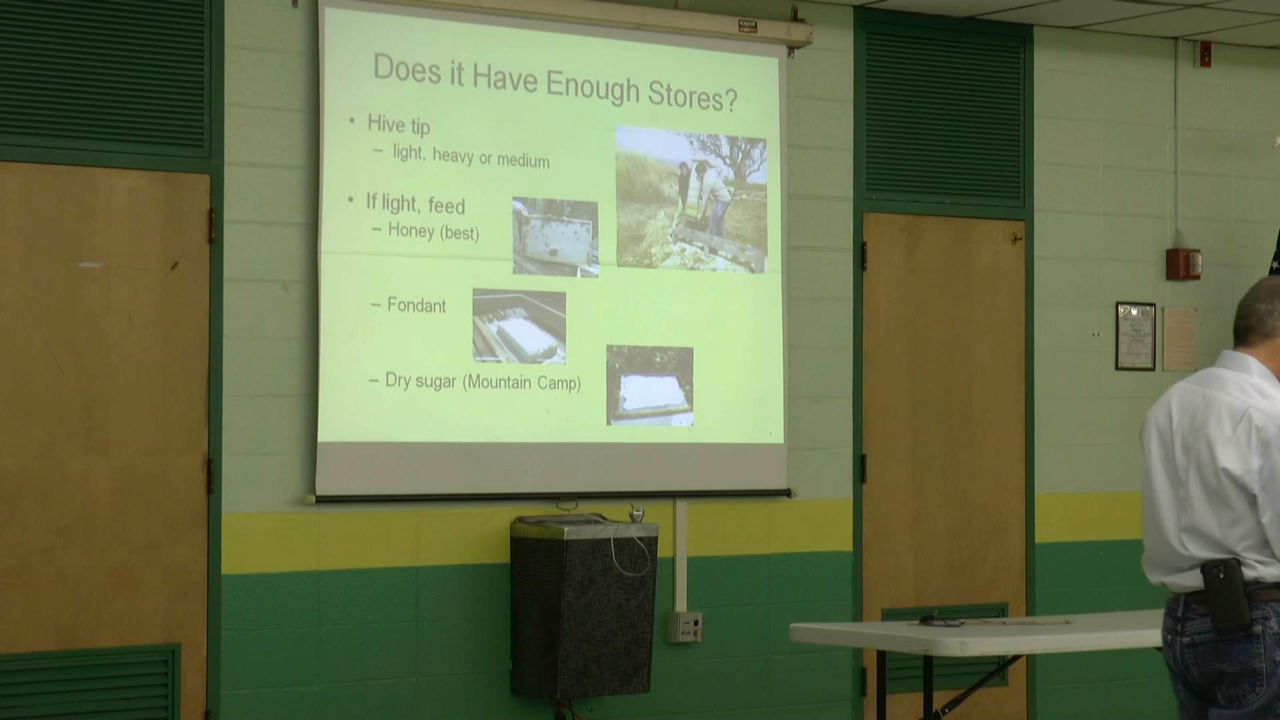 Does it Have Enough Stores?
• Hive tip
– light, heavy or medium
• If light, feed
– Honey (best)
– Fondant
– Dry sugar (Mountain Camp)